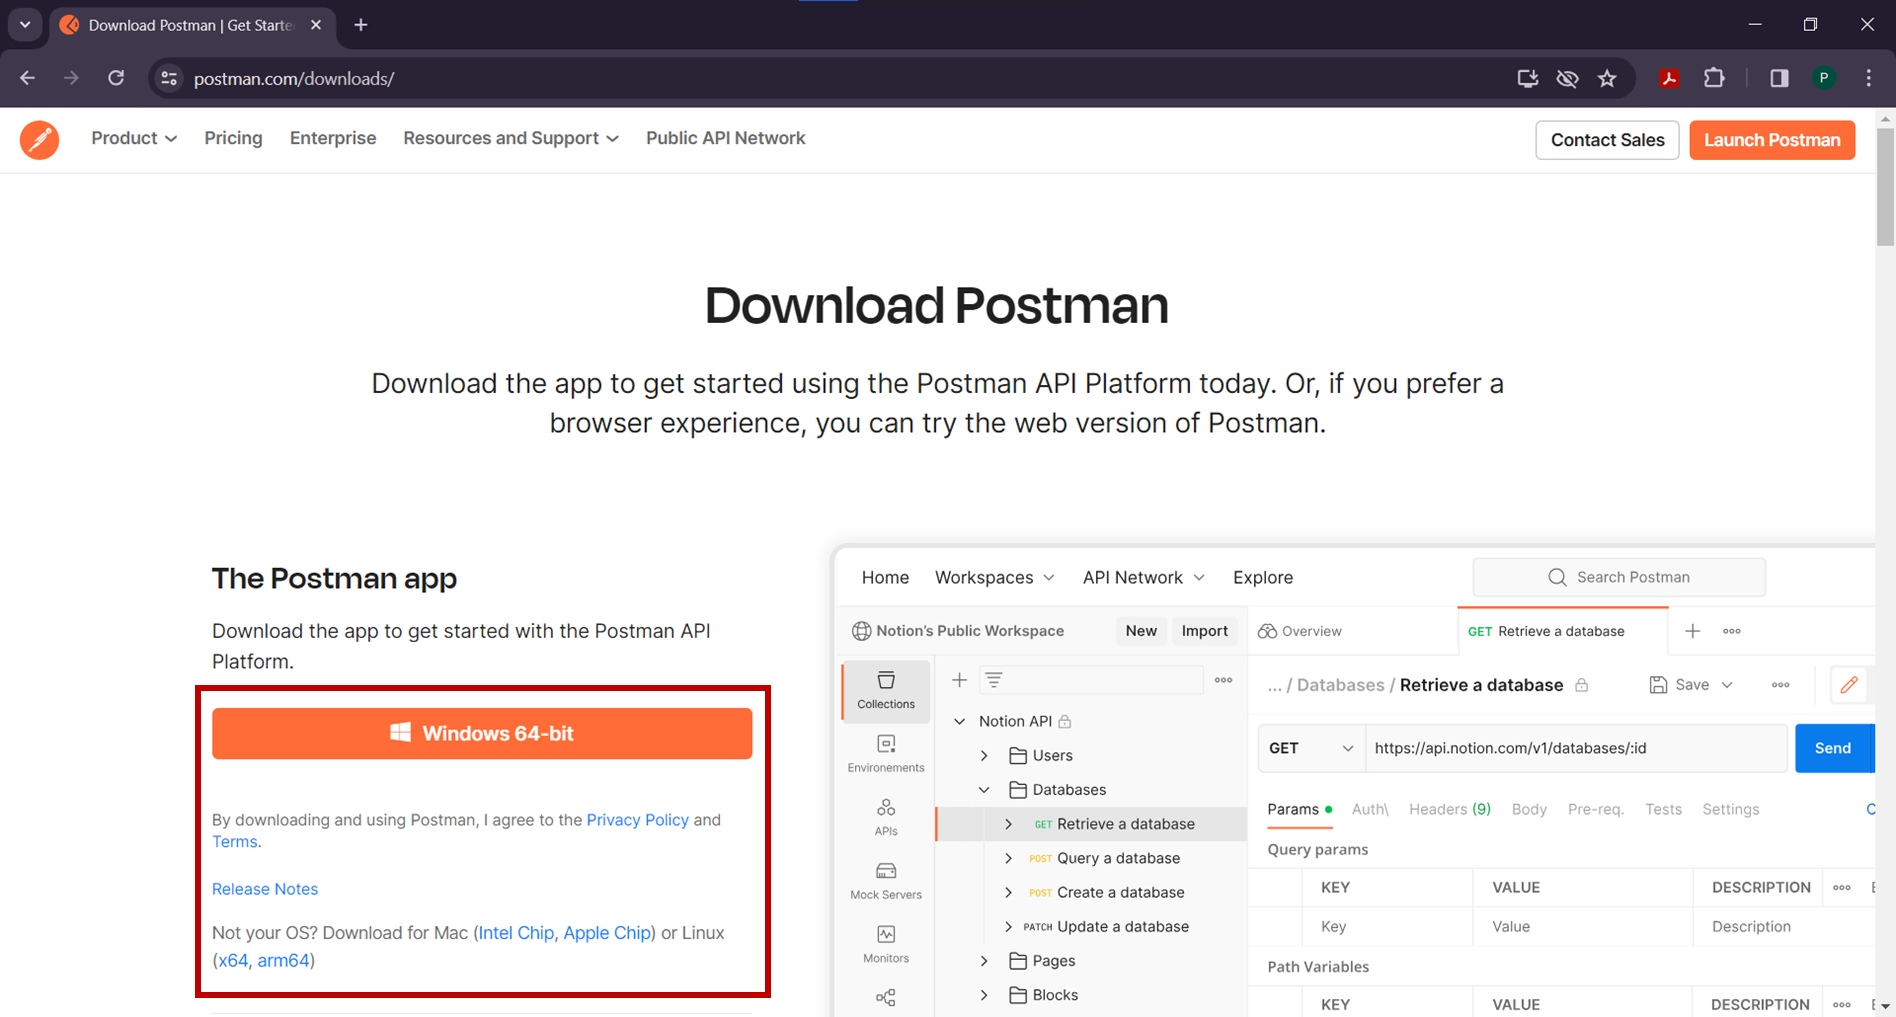 Download Postman | Get Starte
postman.com/downloads/
P
Product
Pricing
Enterprise
Resources and Support
Public API Network
Contact Sales
Launch Postman
Download Postman
Download the app to get started using the Postman API Platform today. Or, if you prefer a
browser experience, you can try the web version of Postman.
The Postman app
Download the app to get started with the Postman API
Platform.
Windows 64-bit
By downloading and using Postman, I agree to the Privacy Policy and
Terms.
Release Notes
Not your OS? Download for Mac (Intel Chip, Apple Chip) or Linux
(x64, arm64)
Home
Workspaces
API Network
Explore
Search Postman
Notion's Public Workspace
New
Import
Overview
GET Retrieve a database
Collections
Environements
APIs
Mock Servers
Monitors
Notion API
Users
Databases
GET Retrieve a database
POST Query a database
POST Create a database
PATCH Update a database
Pages
Blocks
... / Databases / Retrieve a database
Save
GET
https://api.notion.com/v1/databases/:id
Send
Params
Auth\
Headers (9)
Body
Pre-req.
Tests
Settings
Query params
KEY VALUE DESCRIPTION
Key Value Description
Path Variables
KEY VALUE DESCRIPTION